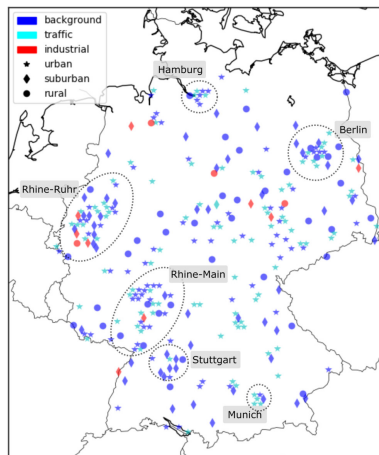 background
traffic
industrial
urban
suburban
rural
Hamburg
Berlin
Rhine-Ruhr
Rhine-Main
Stuttgart
Munich